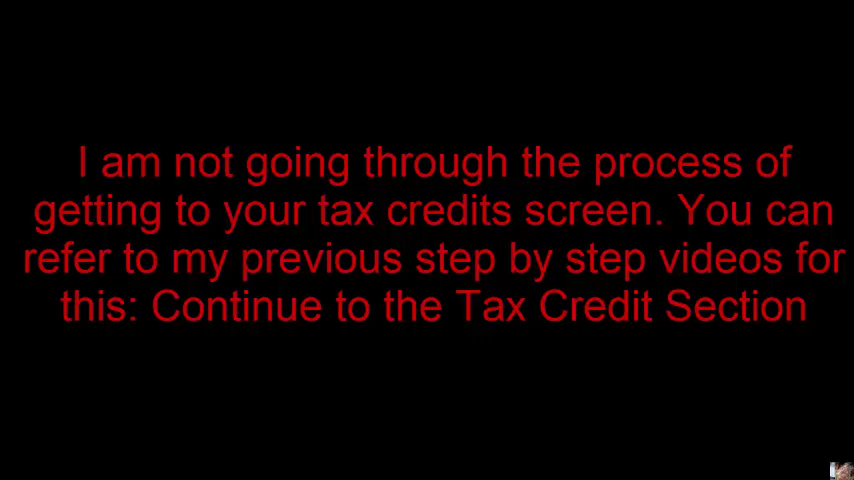 I am not going through the process of
getting to your tax credits screen. You can
refer to my previous step by step videos for
this: Continue to the Tax Credit Section